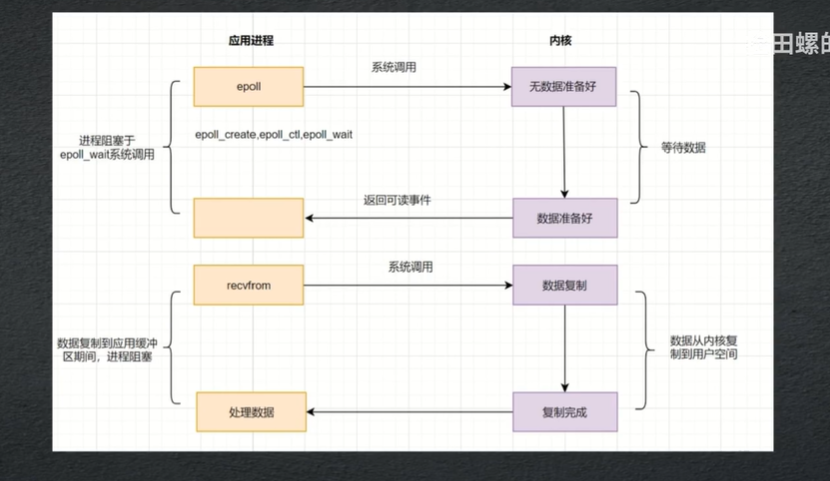 田螺的
应用进程
内核
系统调用
epoll
无数据准备好
epoll_create,epoll_ctl,epoll_wait
进程阻塞于
epoll_wait系统调用
等待数据
返回可读事件
数据准备好
系统调用
recvfrom
数据复制
数据复制到应用缓冲
区期间，进程阻塞
数据从内核复
制到用户空间
处理数据
复制完成